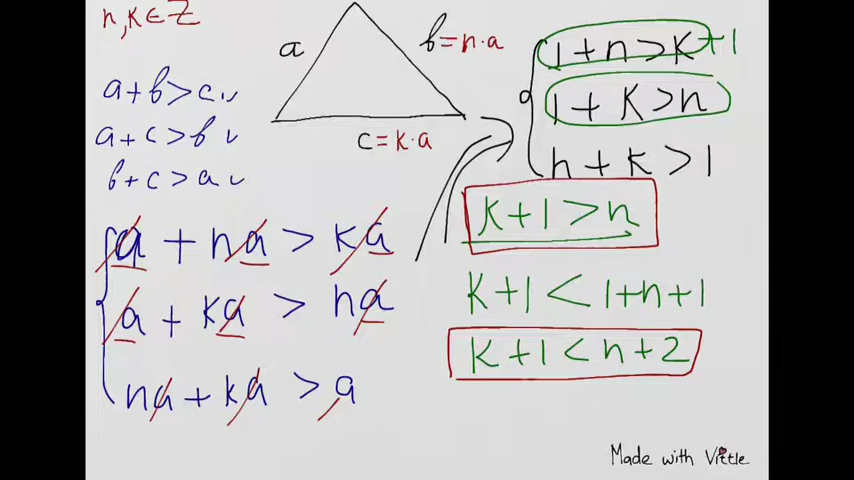 n,k∈Z
a
b=n·a
c=k·a
a+b>c ✓
a+c>b ✓
b+c>a ✓
a + na > ka
a + ka > na
na + ka > a
1+n>k+1
1+k>n
n+k>1
k+1>n
k+1<1+n+1
k+1<n+2
Made with Vittle